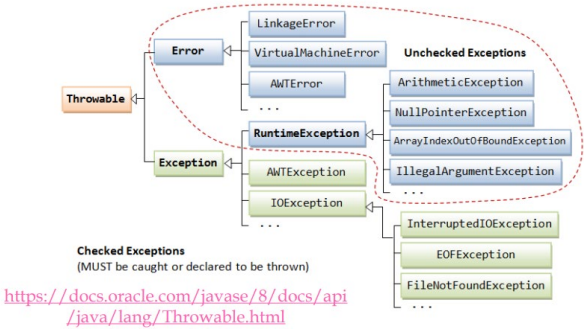 LinkageError
Error
VirtualMachineError
Unchecked Exceptions
AWTError
ArithmeticException
. . .
Throwable
NullPointerException
RuntimeException
ArrayIndexOutOfBoundException
Exception
AWTException
IllegalArgumentException
. . .
IOException
. . .
InterruptedIOException
Checked Exceptions
(MUST be caught or declared to be thrown)
EOFException
FileNotFoundException
. . .
https://docs.oracle.com/javase/8/docs/api
/java/lang/Throwable.html